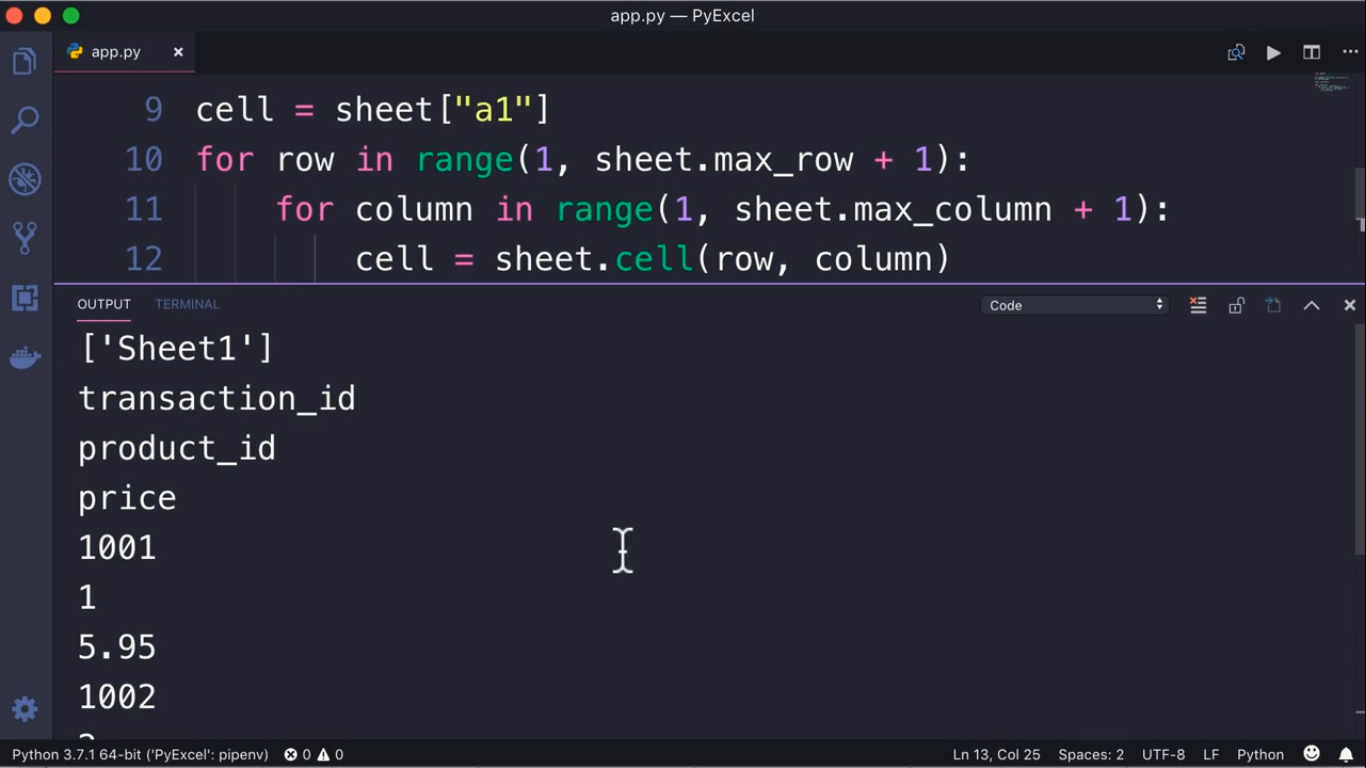 app.py — PyExcel
app.py
9 cell = sheet["a1"]
10 for row in range(1, sheet.max_row + 1):
11 for column in range(1, sheet.max_column + 1):
12 cell = sheet.cell(row, column)
OUTPUT TERMINAL Code
['Sheet1']
transaction_id
product_id
price
1001
1
5.95
1002
Python 3.7.1 64-bit ('PyExcel': pipenv) 0 0 Ln 13, Col 25 Spaces: 2 UTF-8 LF Python